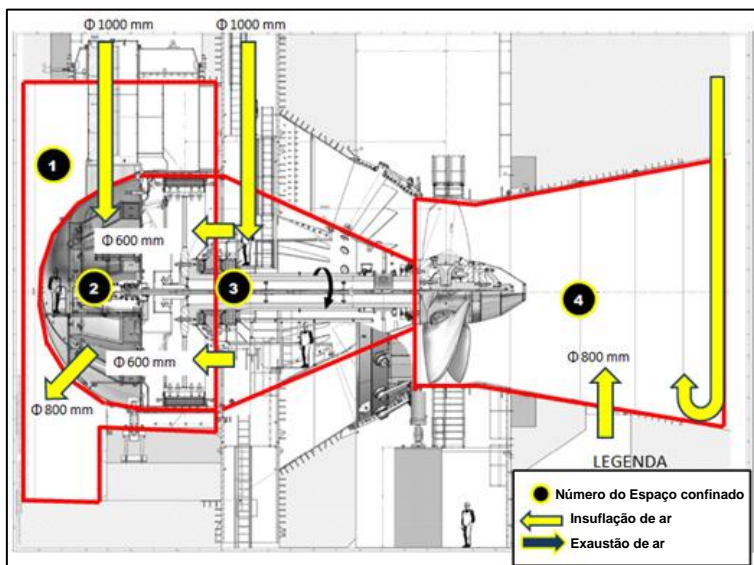 Φ 1000 mm
Φ 1000 mm
1
Φ 600 mm
2
3
4
Φ 600 mm
Φ 800 mm
Φ 800 mm
LEGENDA
Número do Espaço confinado
Insuflação de ar
Exaustão de ar